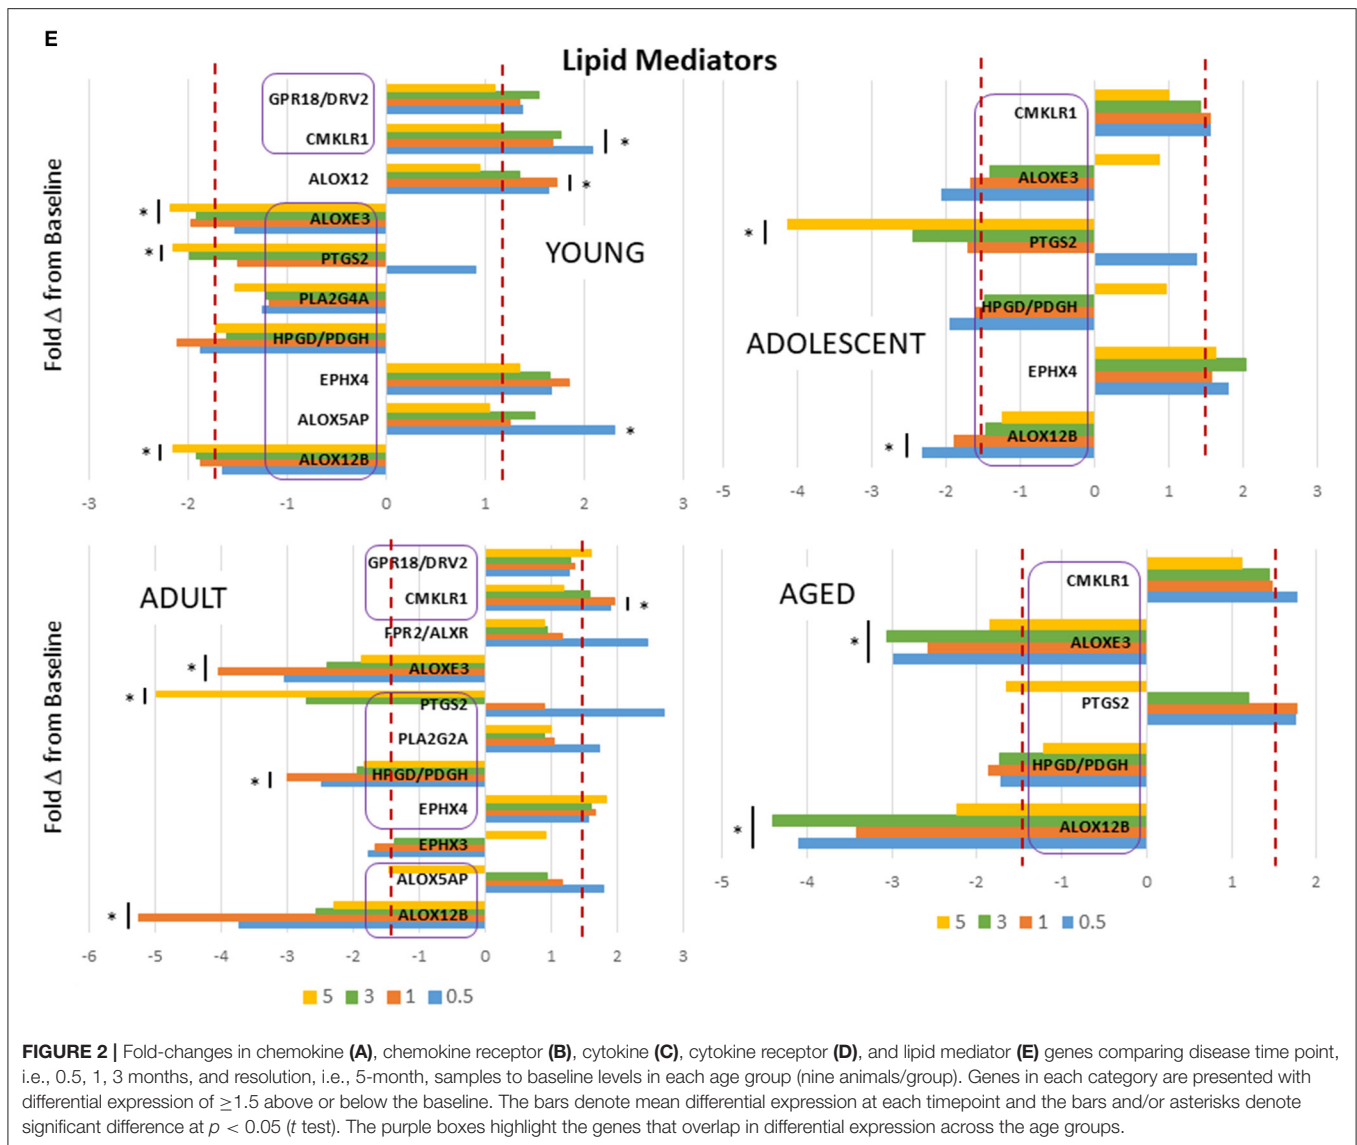 E
Lipid Mediators
Fold Δ from Baseline
GPR18/DRV2
CMKLR1
*
ALOX12
*
*
ALOXE3
*
PTGS2
YOUNG
PLA2G4A
HPGD/PDGH
EPHX4
ALOX5AP
*
*
ALOX12B
-3 -2 -1 0 1 2 3
CMKLR1
ALOXE3
*
PTGS2
HPGD/PDGH
ADOLESCENT
EPHX4
ALOX12B
*
-5 -4 -3 -2 -1 0 1 2 3
Fold Δ from Baseline
ADULT
GPR18/DRV2
CMKLR1
*
FPR2/ALXR
*
ALOXE3
*
PTGS2
PLA2G2A
*
HPGD/PDGH
EPHX4
EPHX3
ALOX5AP
*
ALOX12B
-6 -5 -4 -3 -2 -1 0 1 2 3
5 3 1 0.5
AGED
CMKLR1
*
ALOXE3
PTGS2
HPGD/PDGH
*
ALOX12B
-5 -4 -3 -2 -1 0 1 2
5 3 1 0.5
FIGURE 2 | Fold-changes in chemokine (A), chemokine receptor (B), cytokine (C), cytokine receptor (D), and lipid mediator (E) genes comparing disease time point,
i.e., 0.5, 1, 3 months, and resolution, i.e., 5-month, samples to baseline levels in each age group (nine animals/group). Genes in each category are presented with
differential expression of ≥1.5 above or below the baseline. The bars denote mean differential expression at each timepoint and the bars and/or asterisks denote
significant difference at p < 0.05 (t test). The purple boxes highlight the genes that overlap in differential expression across the age groups.